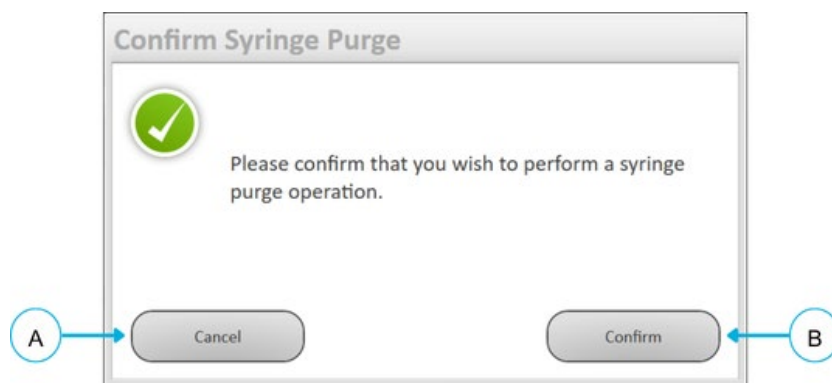 Confirm Syringe Purge
Please confirm that you wish to perform a syringe
purge operation.
A
Cancel
Confirm
B